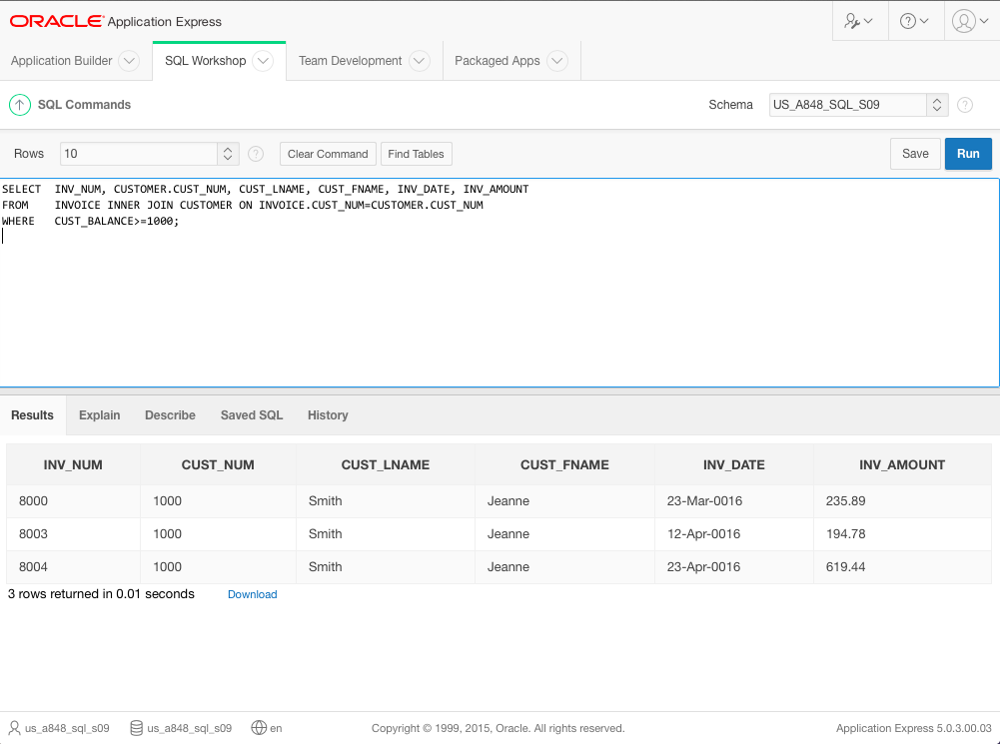 ORACLE Application Express
Application Builder SQL Workshop Team Development Packaged Apps
SQL Commands Schema US_A848_SQL_S09 ?
Rows 10 ? Clear Command Find Tables Save Run
SELECT INV_NUM, CUSTOMER.CUST_NUM, CUST_LNAME, CUST_FNAME, INV_DATE, INV_AMOUNT
FROM INVOICE INNER JOIN CUSTOMER ON INVOICE.CUST_NUM=CUSTOMER.CUST_NUM
WHERE CUST_BALANCE>=1000;
Results Explain Describe Saved SQL History
INV_NUM CUST_NUM CUST_LNAME CUST_FNAME INV_DATE INV_AMOUNT
8000 1000 Smith Jeanne 23-Mar-0016 235.89
8003 1000 Smith Jeanne 12-Apr-0016 194.78
8004 1000 Smith Jeanne 23-Apr-0016 619.44
3 rows returned in 0.01 seconds Download
us_a848_sql_s09 us_a848_sql_s09 en Copyright © 1999, 2015, Oracle. All rights reserved. Application Express 5.0.3.00.03